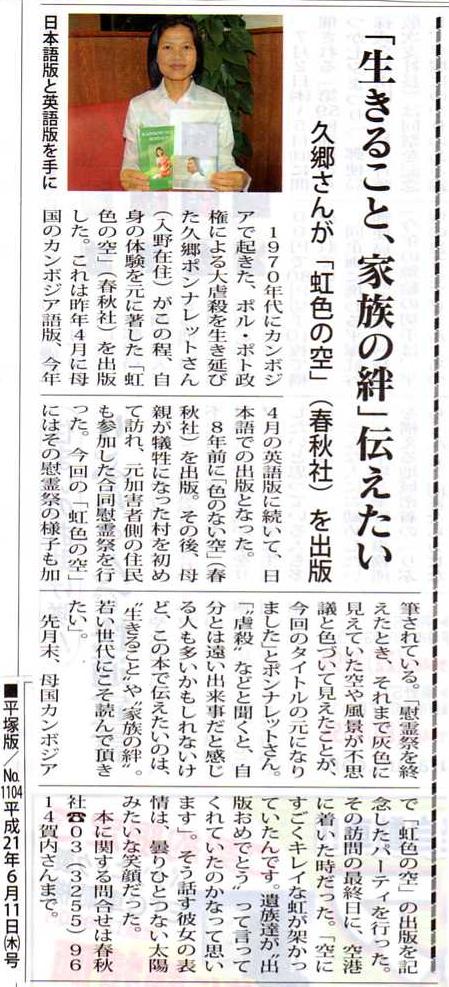 「生きること、家族の絆」伝えたい
久郷さんが「虹色の空」（春秋社）を出版
日本語版と英語版を手に
1970年代にカンボジ
アで起きた、ポル・ポト政
権による大虐殺を生き延び
た久郷ポンナレットさん
（入野在住）がこの程、自
身の体験を元に著した「虹
色の空」（春秋社）を出版
した。これは昨年4月に母
国のカンボジア語版、今年
4月の英語版に続いて、日
本語での出版となった。
8年前に「色のない空」（春
秋社）を出版。その後、母
親が犠牲になった村を初め
て訪れ、元加害者側の住民
も参加した合同慰霊祭を行
った。今回の「虹色の空」
にはその慰霊祭の様子も加
筆されている。「慰霊祭を終
えたとき、それまで灰色に
見えていた空や風景が不思
議と色づいて見えたことが、
今回のタイトルの元になり
ました」とポンナレットさん。
〝虐殺〟などと聞くと、自
分とは遠い出来事だと感じ
る人も多いかもしれないけ
ど、この本で伝えたいのは、
〝生きること〟や〝家族の絆〟。
若い世代にこそ読んで頂き
たい」。
先月末、母国カンボジア
で「虹色の空」の出版を記
念したパーティを行った。
その訪問の最終日に、空港
に着いた時だった。「空に
すごくキレイな虹が架かっ
ていたんです。遺族達が〝出
版おめでとう〟って言って
くれていたのかなって思い
ます」。そう話す彼女の表
情は、曇りひとつない太陽
みたいな笑顔だった。
本に関する問合せは春秋
社☎03（3255）96
14賀内さんまで。
■平塚版／No.1104平成21年6月11日(木)号